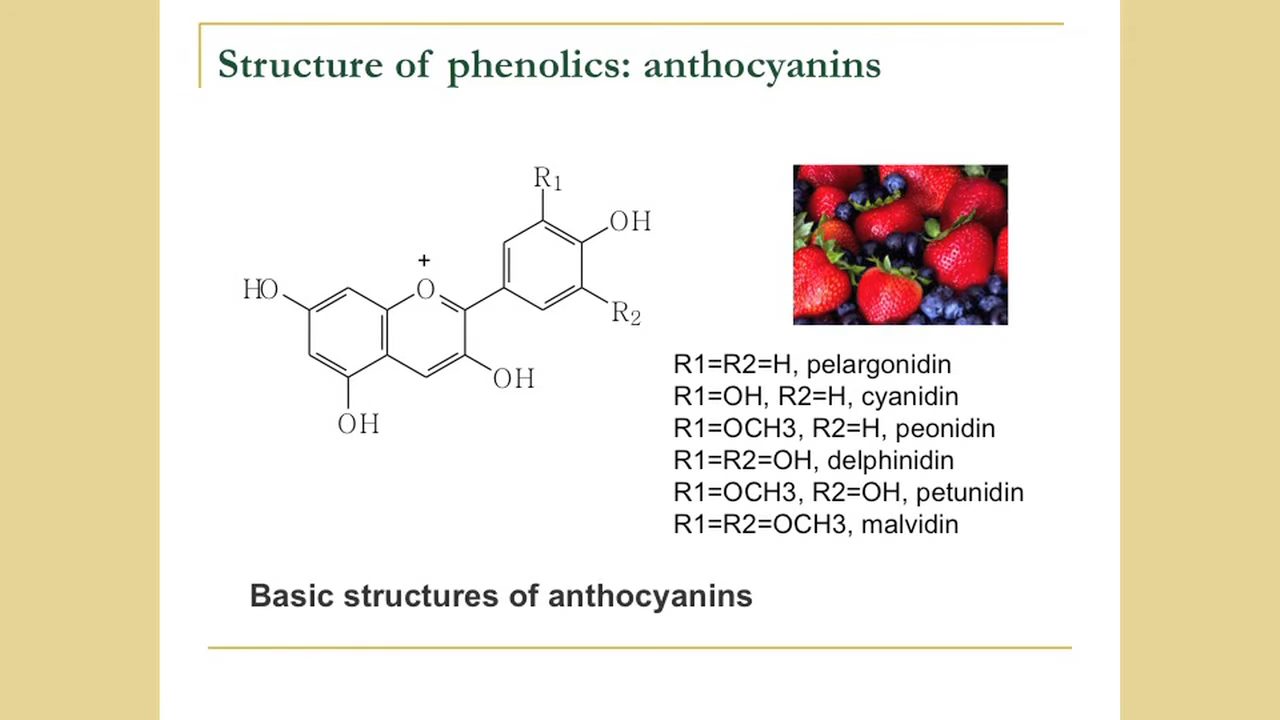 Structure of phenolics: anthocyanins
R1
OH
+
HO
O
R2
OH
OH
R1=R2=H, pelargonidin
R1=OH, R2=H, cyanidin
R1=OCH3, R2=H, peonidin
R1=R2=OH, delphinidin
R1=OCH3, R2=OH, petunidin
R1=R2=OCH3, malvidin
Basic structures of anthocyanins